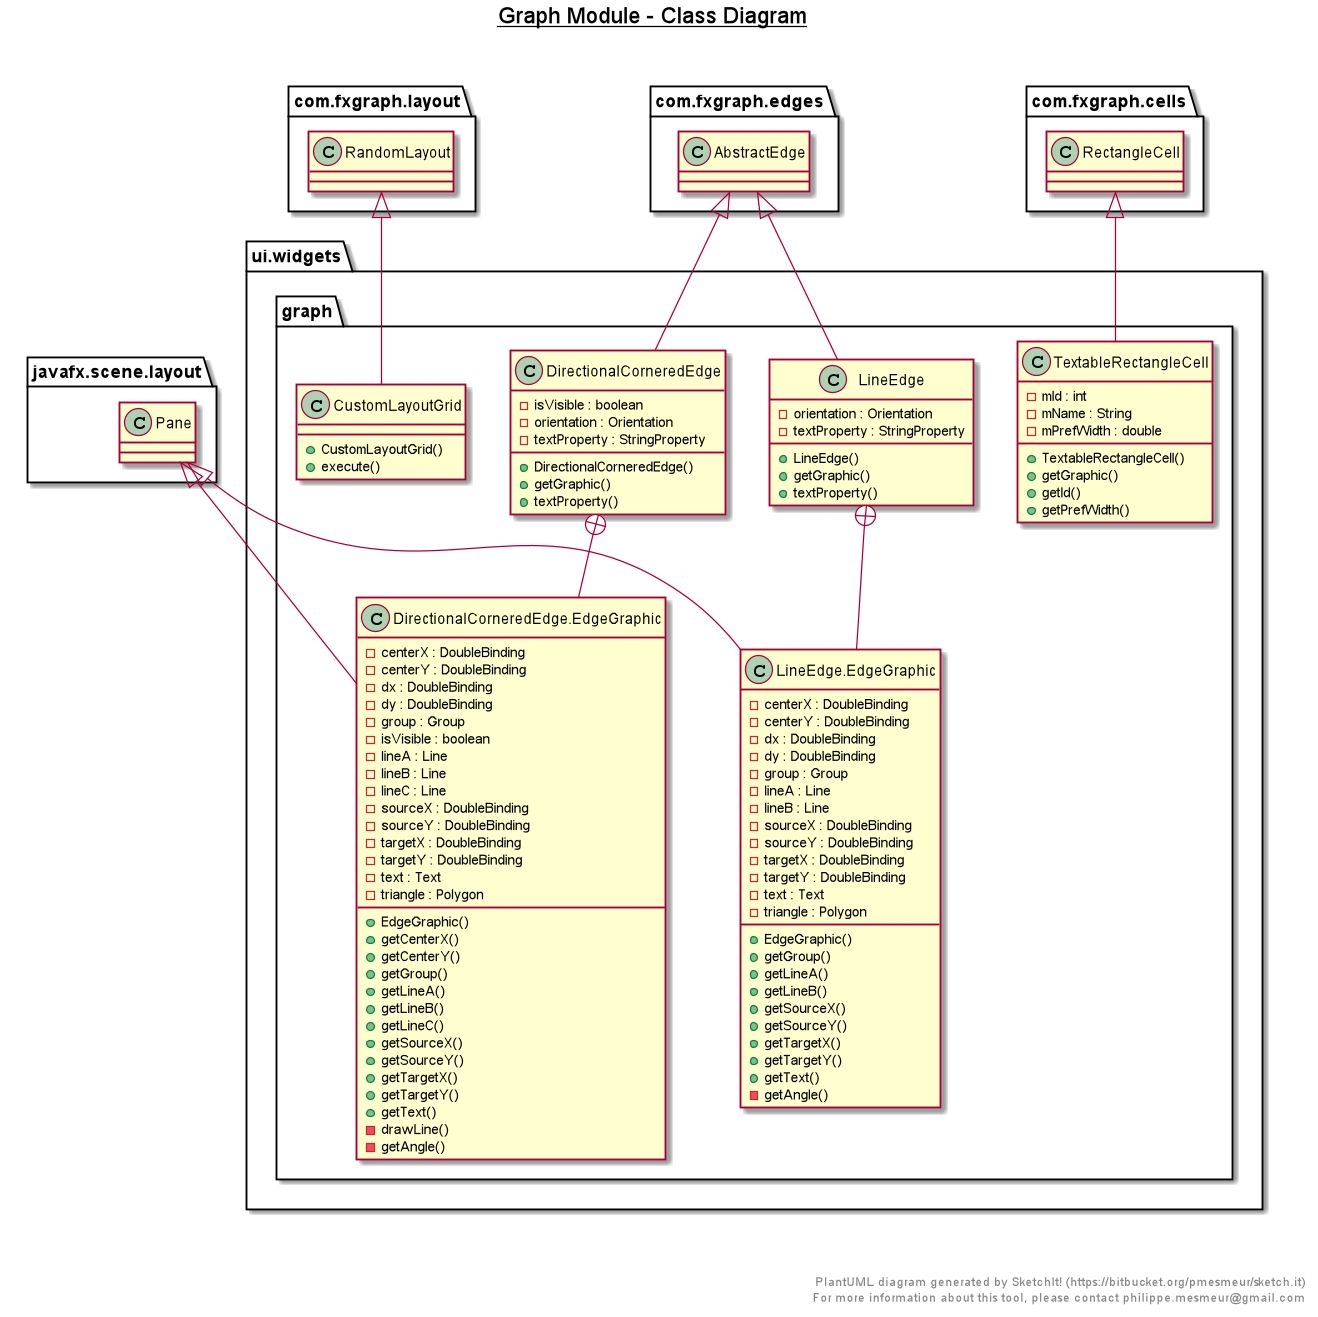 Graph Module - Class Diagram
com.fxgraph.layout
C RandomLayout
com.fxgraph.edges
C AbstractEdge
com.fxgraph.cells
C RectangleCell
ui.widgets
graph
javafx.scene.layout
C Pane
C CustomLayoutGrid
CustomLayoutGrid()
execute()
C DirectionalCorneredEdge
isVisible : boolean
orientation : Orientation
textProperty : StringProperty
DirectionalCorneredEdge()
getGraphic()
textProperty()
C LineEdge
orientation : Orientation
textProperty : StringProperty
LineEdge()
getGraphic()
textProperty()
C TextableRectangleCell
mId : int
mName : String
mPrefWidth : double
TextableRectangleCell()
getGraphic()
getId()
getPrefWidth()
C DirectionalCorneredEdge.EdgeGraphic
centerX : DoubleBinding
centerY : DoubleBinding
dx : DoubleBinding
dy : DoubleBinding
group : Group
isVisible : boolean
lineA : Line
lineB : Line
lineC : Line
sourceX : DoubleBinding
sourceY : DoubleBinding
targetX : DoubleBinding
targetY : DoubleBinding
text : Text
triangle : Polygon
EdgeGraphic()
getCenterX()
getCenterY()
getGroup()
getLineA()
getLineB()
getLineC()
getSourceX()
getSourceY()
getTargetX()
getTargetY()
getText()
drawLine()
getAngle()
C LineEdge.EdgeGraphic
centerX : DoubleBinding
centerY : DoubleBinding
dx : DoubleBinding
dy : DoubleBinding
group : Group
lineA : Line
lineB : Line
sourceX : DoubleBinding
sourceY : DoubleBinding
targetX : DoubleBinding
targetY : DoubleBinding
text : Text
triangle : Polygon
EdgeGraphic()
getGroup()
getLineA()
getLineB()
getSourceX()
getSourceY()
getTargetX()
getTargetY()
getText()
getAngle()
PlantUML diagram generated by SketchIt! (https://bitbucket.org/pmesmeur/sketch.it)
For more information about this tool, please contact philippe.mesmeur@gmail.com